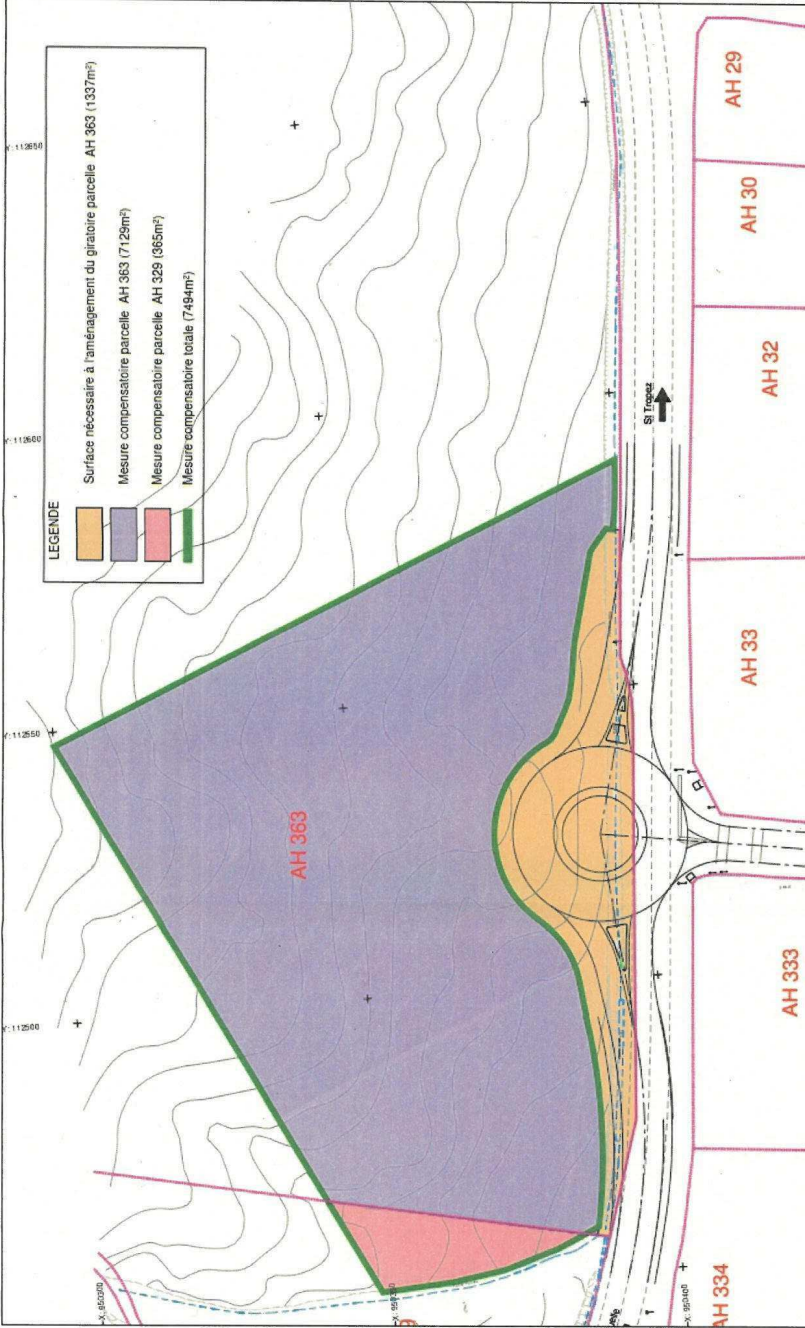 LEGENDE
Surface nécessaire à l'aménagement du giratoire parcelle AH 363 (1337m²)
Mesure compensatoire parcelle AH 363 (7129m²)
Mesure compensatoire parcelle AH 329 (365m²)
Mesure compensatoire totale (7494m²)
Y: 112650
Y: 112600
Y: 112550
Y: 112500
X: 950300
X: 950400
AH 363
St Tropez
AH 29
AH 30
AH 32
AH 33
AH 333
AH 334